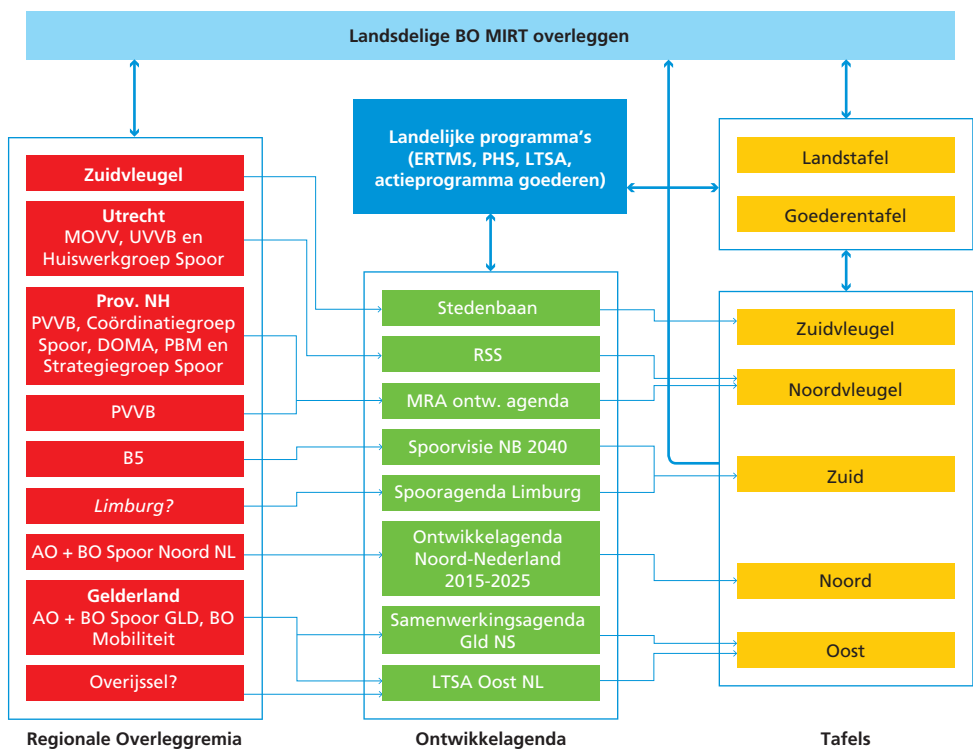 Landsdelige BO MIRT overleggen
Landelijke programma's
(ERTMS, PHS, LTSA,
actieprogramma goederen)
Zuidvleugel
Utrecht
MOVV, UVVB en
Huiswerkgroep Spoor
Prov. NH
PVVB, Coördinatiegroep
Spoor, DOMA, PBM en
Strategiegroep Spoor
PVVB
B5
Limburg?
AO + BO Spoor Noord NL
Gelderland
AO + BO Spoor GLD, BO
Mobiliteit
Overijssel?
Regionale Overleggremia
Stedenbaan
RSS
MRA ontw. agenda
Spoorvisie NB 2040
Spooragenda Limburg
Ontwikkelagenda
Noord-Nederland
2015-2025
Samenwerkingsagenda
Gld NS
LTSA Oost NL
Ontwikkelagenda
Landstafel
Goederentafel
Zuidvleugel
Noordvleugel
Zuid
Noord
Oost
Tafels